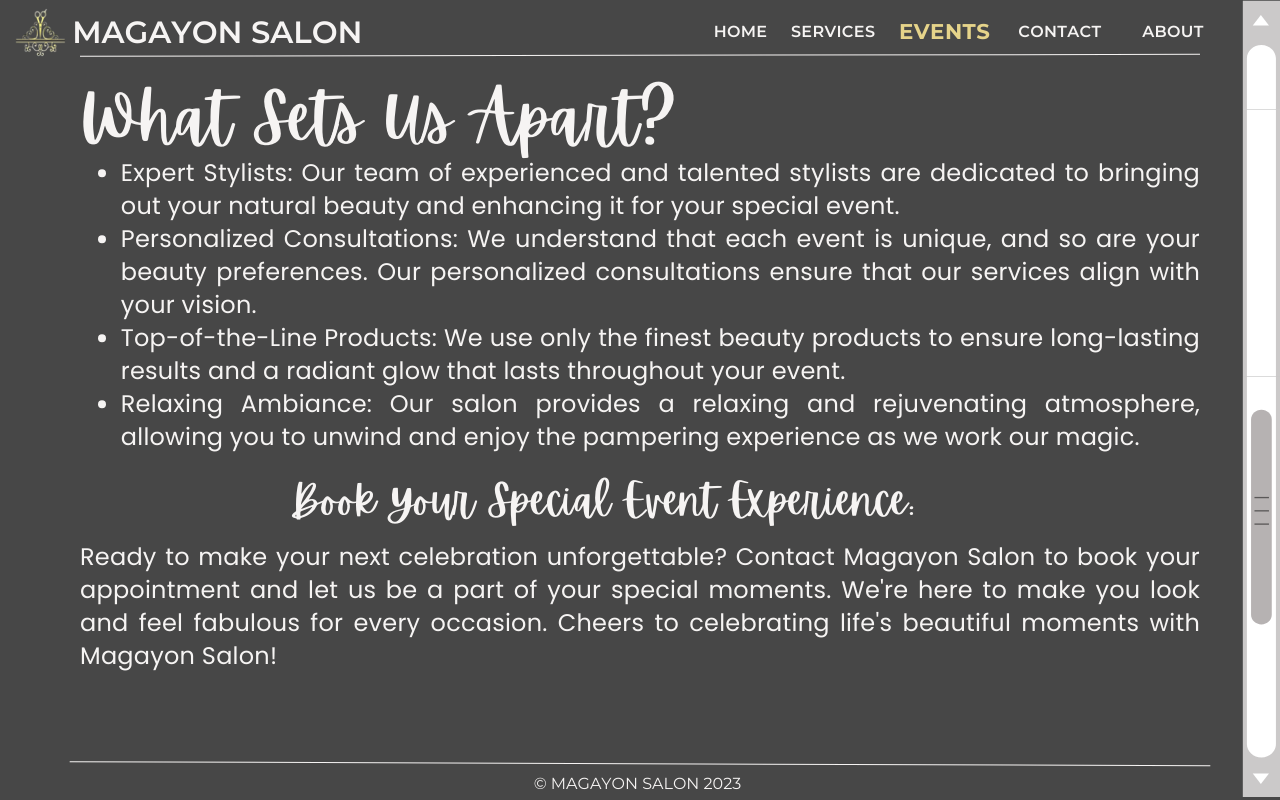 MAGAYON SALON
HOME SERVICES EVENTS CONTACT ABOUT
What Sets Us Apart?
• Expert Stylists: Our team of experienced and talented stylists are dedicated to bringing
out your natural beauty and enhancing it for your special event.
• Personalized Consultations: We understand that each event is unique, and so are your
beauty preferences. Our personalized consultations ensure that our services align with
your vision.
• Top-of-the-Line Products: We use only the finest beauty products to ensure long-lasting
results and a radiant glow that lasts throughout your event.
• Relaxing Ambiance: Our salon provides a relaxing and rejuvenating atmosphere,
allowing you to unwind and enjoy the pampering experience as we work our magic.
Book Your Special Event Experience:
Ready to make your next celebration unforgettable? Contact Magayon Salon to book your
appointment and let us be a part of your special moments. We're here to make you look
and feel fabulous for every occasion. Cheers to celebrating life's beautiful moments with
Magayon Salon!
© MAGAYON SALON 2023